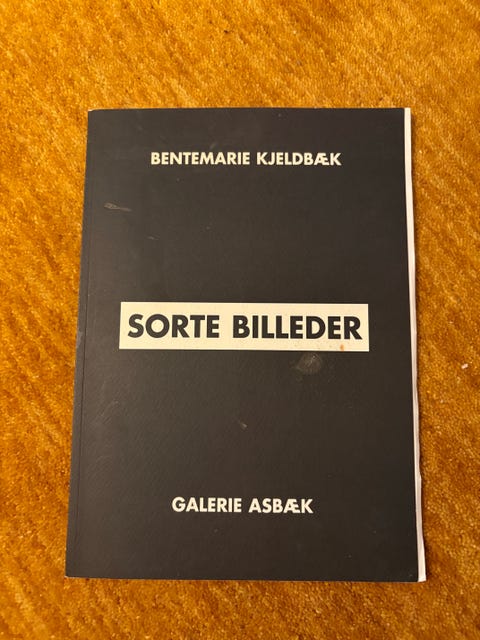 BENTEMARIE KJELDBÆK
SORTE BILLEDER
GALERIE ASBÆK